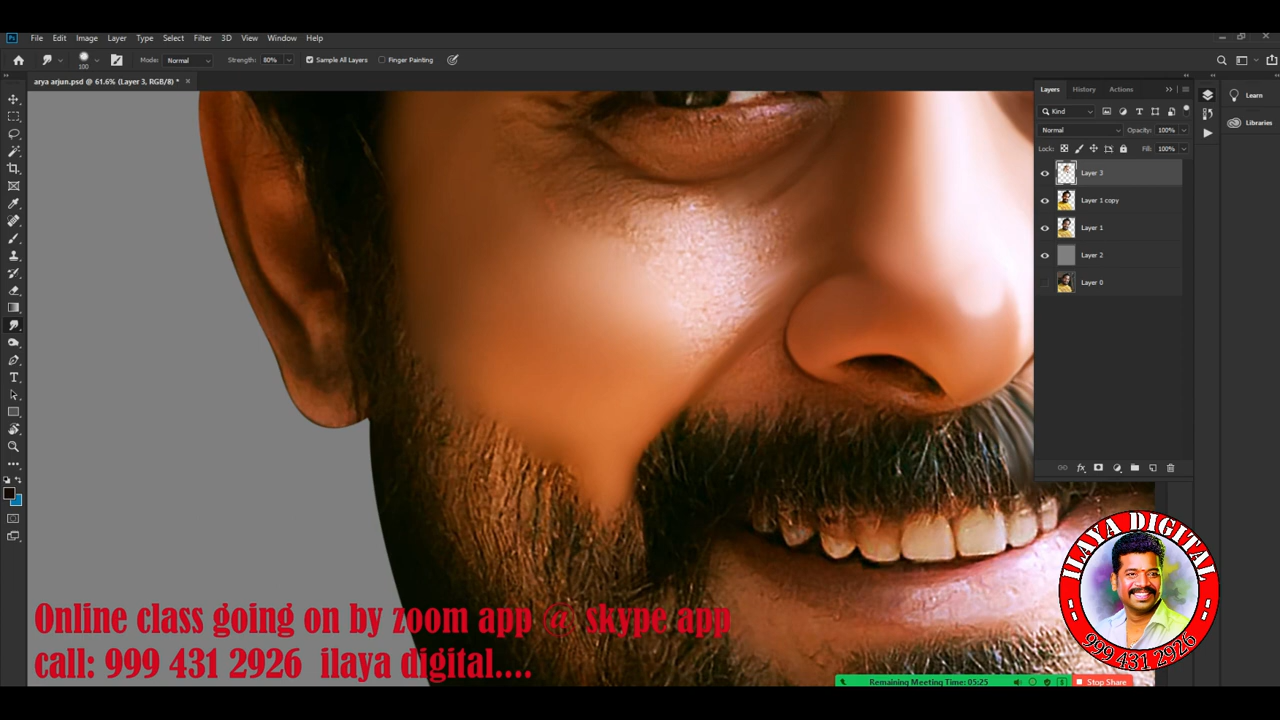 File Edit Image Layer Type Select Filter 3D View Window Help
100 Mode: Normal Strength: 80% Sample All Layers Finger Painting
arya arjun.psd @ 61.6% (Layer 3, RGB/8) * ×
Layers History Actions
Kind
Normal Opacity: 100%
Lock: Fill: 100%
Layer 3
Layer 1 copy
Layer 1
Layer 2
Layer 0
fx
Learn
Libraries
ILAYA DIGITAL
999 431 2926
Online class going on by zoom app @ skype app
call: 999 431 2926 ilaya digital....
Remaining Meeting Time: 05:25 Stop Share